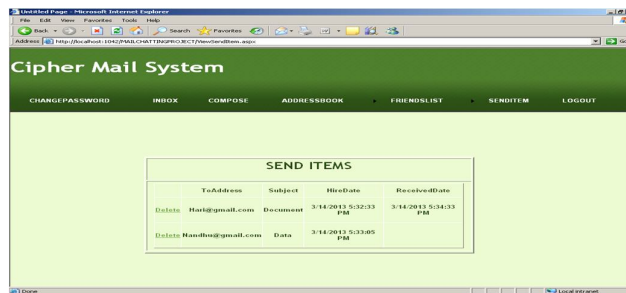 Untitled Page - Microsoft Internet Explorer
File Edit View Favorites Tools Help
Back Search Favorites
Address http://localhost:1042/MAILCHATTINGPROJECT/ViewSendItem.aspx Go
Cipher Mail System
CHANGEPASSWORD INBOX COMPOSE ADDRESSBOOK FRIENDSLIST SENDITEM LOGOUT
SEND ITEMS
ToAddress Subject HireDate ReceivedDate
Delete Hari@gmail.com Document 3/14/2013 5:32:33 PM 3/14/2013 5:34:33 PM
Delete Nandhu@gmail.com Data 3/14/2013 5:33:05 PM
Done Local intranet